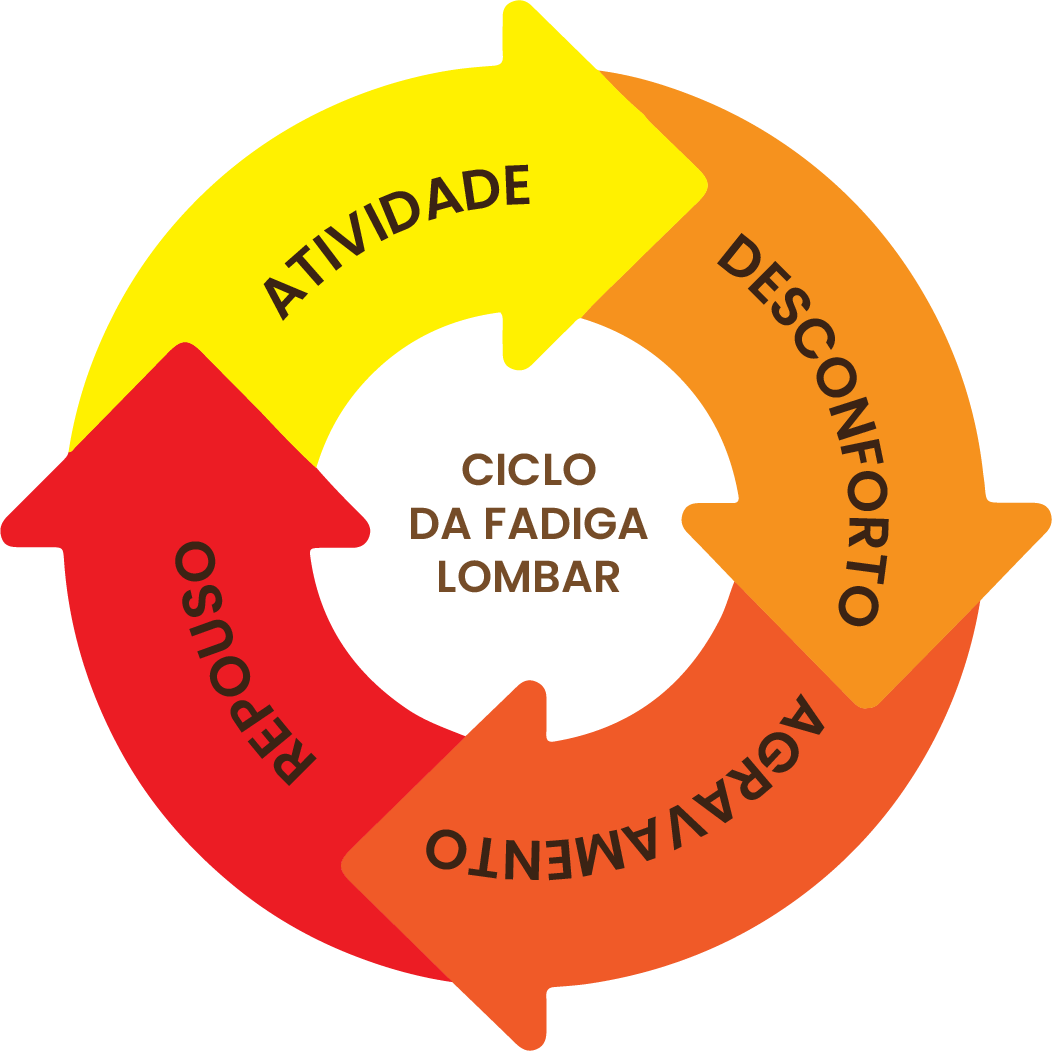 ATIVIDADE
DESCONFORTO
AGRAVAMENTO
REPOUSO
CICLO
DA FADIGA
LOMBAR